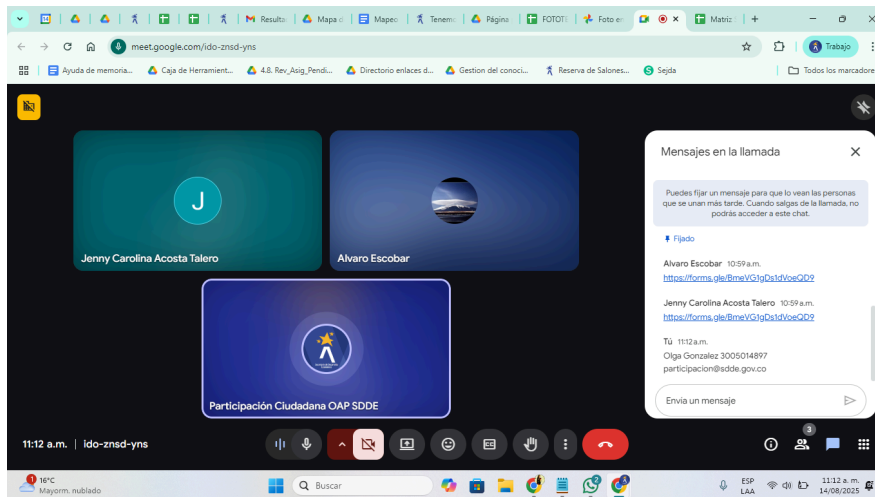 Resulta
Mapa d
Mapeo
Teneme
Página
FOTOTE
Foto en
Matriz
meet.google.com/ido-znsd-yns
Trabajo
Ayuda de memoria...
Caja de Herramient...
4.8. Rev_Asig_Pendi...
Directorio enlaces d...
Gestion del conoci...
Reserva de Salones...
Sejda
Todos los marcadore
J
Jenny Carolina Acosta Talero
Alvaro Escobar
Participación Ciudadana OAP SDDE
Mensajes en la llamada
Puedes fijar un mensaje para que lo vean las personas
que se unan más tarde. Cuando salgas de la llamada, no
podrás acceder a este chat.
Fijado
Alvaro Escobar 10:59 a.m.
https://forms.gle/BmeVG1gDs1dVoeQD9
Jenny Carolina Acosta Talero 10:59 a.m.
https://forms.gle/BmeVG1gDs1dVoeQD9
Tú 11:12 a.m.
Olga Gonzalez 3005014897
participacion@sdde.gov.co
Envía un mensaje
11:12 a.m. | ido-znsd-yns
3
1
16°C
Mayorm. nublado
Buscar
ESP
LAA
11:12 a. m.
14/08/2025